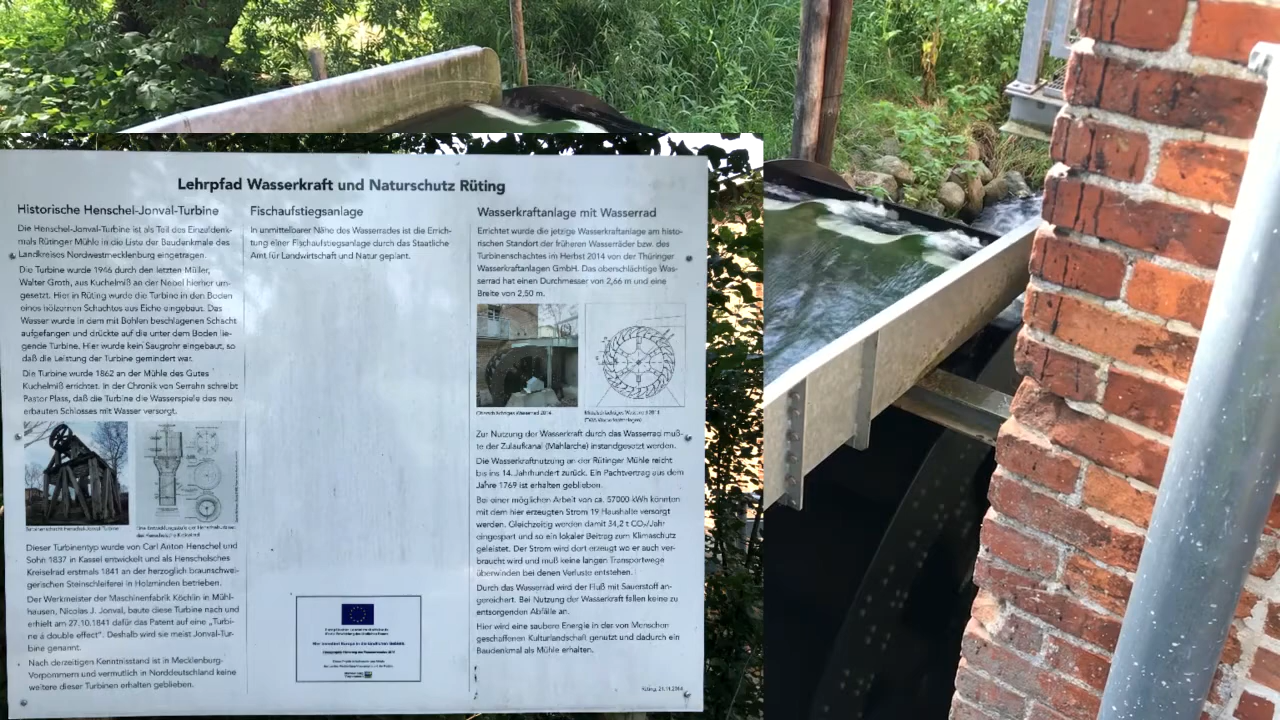 Lehrpfad Wasserkraft und Naturschutz Rüting
Historische Henschel-Jonval-Turbine
Die Henschel-Jonval-Turbine ist als Teil des Einzeldenk-
mals Rütinger Mühle in die Liste der Baudenkmale des
Landkreises Nordwestmecklenburg eingetragen.
Die Turbine wurde 1946 durch den letzten Müller,
Walter Groth, aus Kuchelmiß an der Nebel hierher um-
gesetzt. Hier in Rüting wurde die Turbine in den Boden
eines hölzernen Schachtes aus Eiche eingebaut. Das
Wasser wurde in dem mit Bohlen beschlagenen Schacht
aufgefangen und drückte auf die unter dem Boden lie-
gende Turbine. Hier wurde kein Saugrohr eingebaut, so
daß die Leistung der Turbine gemindert war.
Die Turbine wurde 1862 an der Mühle des Gutes
Kuchelmiß errichtet. In der Chronik von Serrahn schreibt
Pastor Plass, daß die Turbine die Wasserspiele des neu
erbauten Schlosses mit Wasser versorgt.
Dieser Turbinentyp wurde von Carl Anton Henschel und
Sohn 1837 in Kassel entwickelt und als Henschelsches
Kreiselrad erstmals 1841 an der herzoglich braunschwei-
gerischen Steinschleiferei in Holzminden betrieben.
Der Werkmeister der Maschinenfabrik Köchlin in Mühl-
hausen, Nicolas J. Jonval, baute diese Turbine nach und
erhielt am 27.10.1841 dafür das Patent auf eine „Turbi-
ne á double effect". Deshalb wird sie meist Jonval-Tur-
bine genannt.
Nach derzeitigen Kenntnisstand ist in Mecklenburg-
Vorpommern und vermutlich in Norddeutschland keine
weitere dieser Turbinen erhalten geblieben.
Fischaufstiegsanlage
In unmittelbarer Nähe des Wasserrades ist die Errich-
tung einer Fischaufstiegsanlage durch das Staatliche
Amt für Landwirtschaft und Natur geplant.
Wasserkraftanlage mit Wasserrad
Errichtet wurde die jetzige Wasserkraftanlage am histo-
rischen Standort der früheren Wasserräder bzw. des
Turbinenschachtes im Herbst 2014 von der Thüringer
Wasserkraftanlagen GmbH. Das oberschlächtige Was-
serrad hat einen Durchmesser von 2,66 m und eine
Breite von 2,50 m.
Oberschlächtiges Wasserrad 2014
Zur Nutzung der Wasserkraft durch das Wasserrad muß-
te der Zulaufkanal (Mahlarche) instandgesetzt werden.
Die Wasserkraftnutzung an der Rütinger Mühle reicht
bis ins 14. Jahrhundert zurück. Ein Pachtvertrag aus dem
Jahre 1769 ist erhalten geblieben.
Bei einer möglichen Arbeit von ca. 57000 kWh könnten
mit dem hier erzeugten Strom 19 Haushalte versorgt
werden. Gleichzeitig werden damit 34,2 t CO₂/Jahr
eingespart und so ein lokaler Beitrag zum Klimaschutz
geleistet. Der Strom wird dort erzeugt wo er auch ver-
braucht wird und muß keine langen Transportwege
überwinden bei denen Verluste entstehen.
Durch das Wasserrad wird der Fluß mit Sauerstoff an-
gereichert. Bei Nutzung der Wasserkraft fallen keine zu
entsorgenden Abfälle an.
Hier wird eine saubere Energie in der von Menschen
geschaffenen Kulturlandschaft genutzt und dadurch ein
Baudenkmal als Mühle erhalten.
Rüting, 21.11.2014